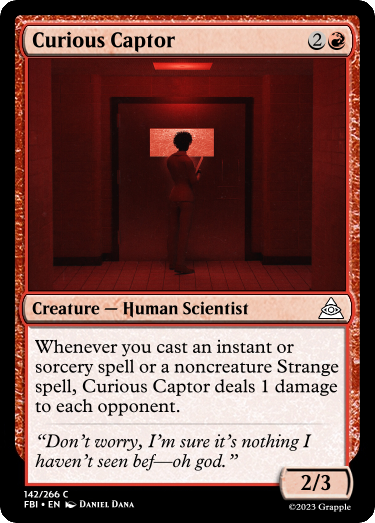 Curious Captor 2
Creature — Human Scientist
Whenever you cast an instant or
sorcery spell or a noncreature Strange
spell, Curious Captor deals 1 damage
to each opponent.
“Don’t worry, I’m sure it’s nothing I
haven’t seen bef—oh god.”
2/3
142/266 C
FBI • EN Daniel Dana
©2023 Grapple